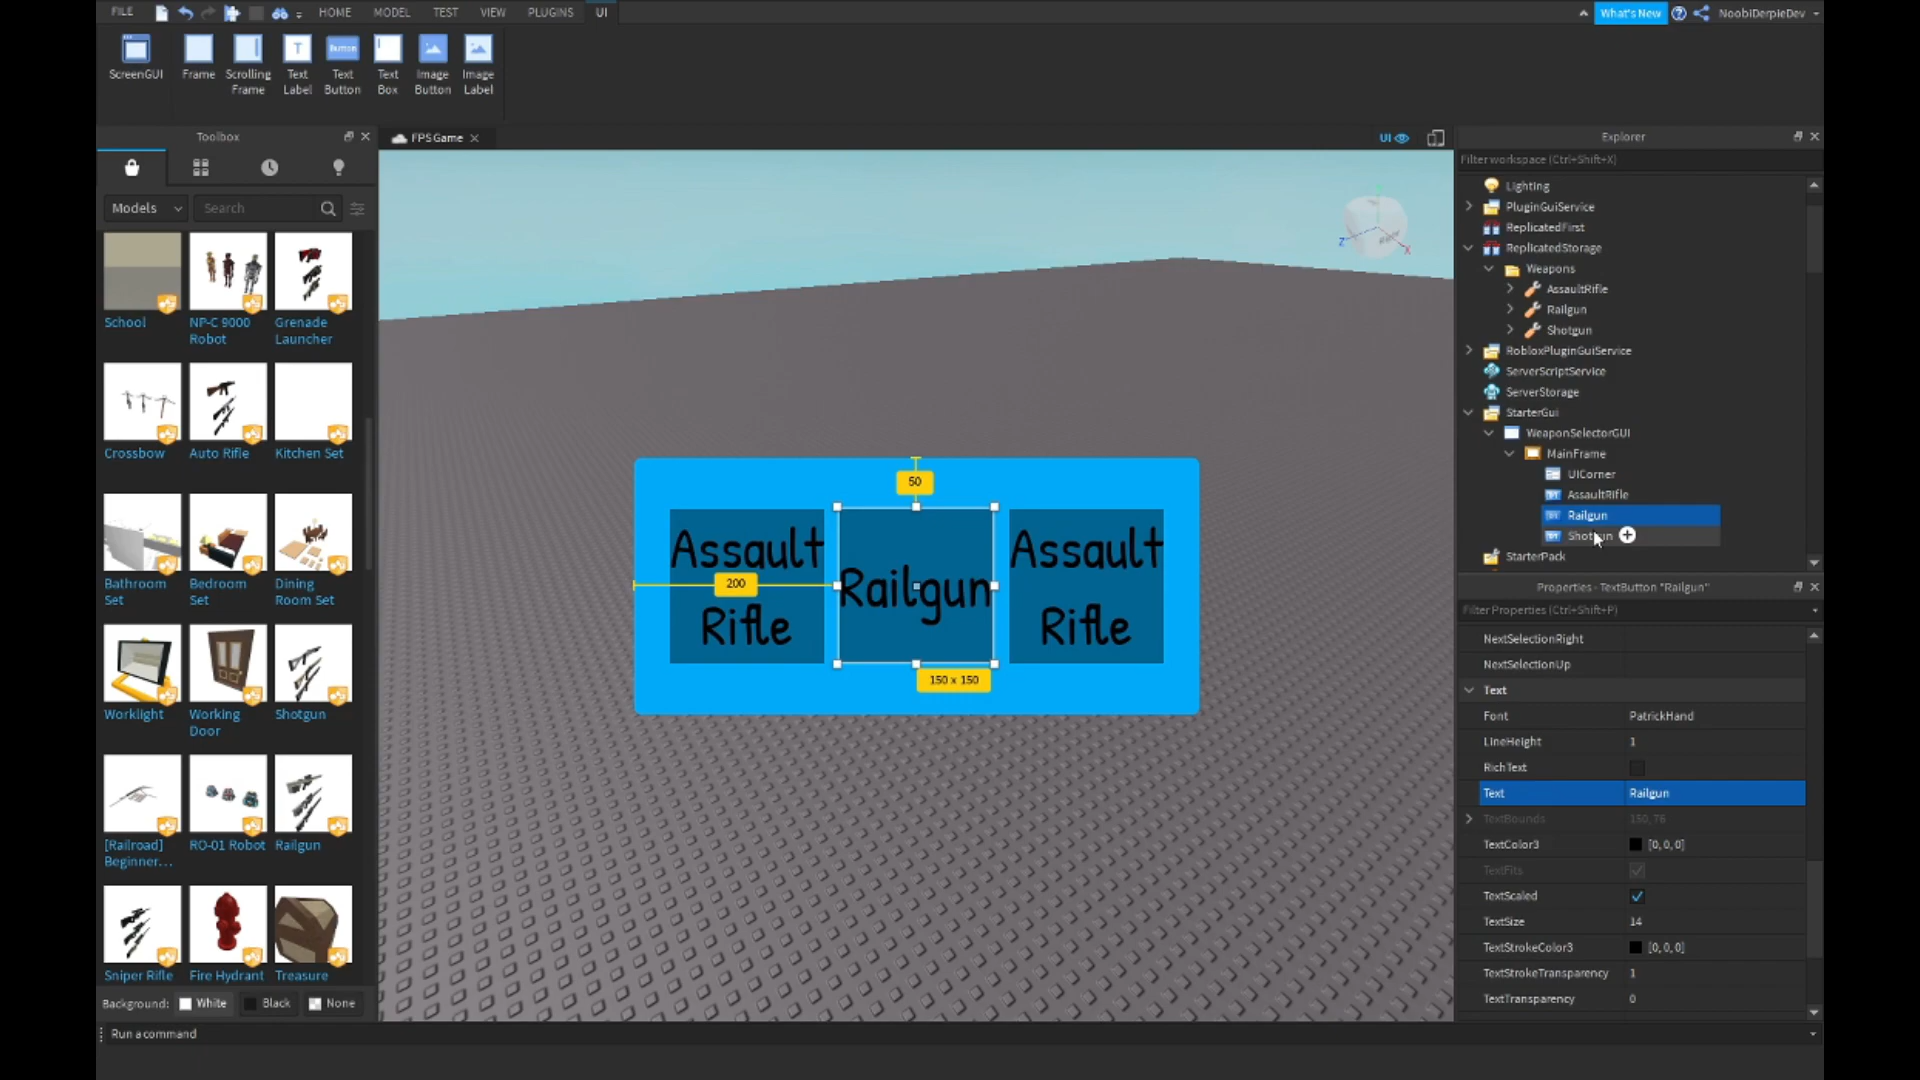 FILE HOME MODEL TEST VIEW PLUGINS UI What's New NoobiDerpieDev
ScreenGUI Frame Scrolling Frame Text Label Button Text Button Text Box Image Button Image Label
Toolbox
FPSGame
UI
Explorer
Models Search
School
NP-C 9000 Robot
Grenade Launcher
Crossbow
Auto Rifle
Kitchen Set
Bathroom Set
Bedroom Set
Dining Room Set
Worklight
Working Door
Shotgun
[Railroad] Beginner...
RO-01 Robot
Railgun
Sniper Rifle
Fire Hydrant
Treasure
Background: White Black None
Run a command
50
200
150 x 150
Assault
Rifle
Railgun
Assault
Rifle
Z
X
Right
Filter workspace (Ctrl+Shift+X)
Lighting
PluginGuiService
ReplicatedFirst
ReplicatedStorage
Weapons
AssaultRifle
Railgun
Shotgun
RobloxPluginGuiService
ServerScriptService
ServerStorage
StarterGui
WeaponSelectorGUI
MainFrame
UICorner
AssaultRifle
Railgun
Shotgun
StarterPack
Properties - TextButton "Railgun"
Filter Properties (Ctrl+Shift+P)
NextSelectionRight
NextSelectionUp
Text
Font PatrickHand
LineHeight 1
RichText
Text Railgun
TextBounds 150, 76
TextColor3 [0, 0, 0]
TextFits
TextScaled
TextSize 14
TextStrokeColor3 [0, 0, 0]
TextStrokeTransparency 1
TextTransparency 0